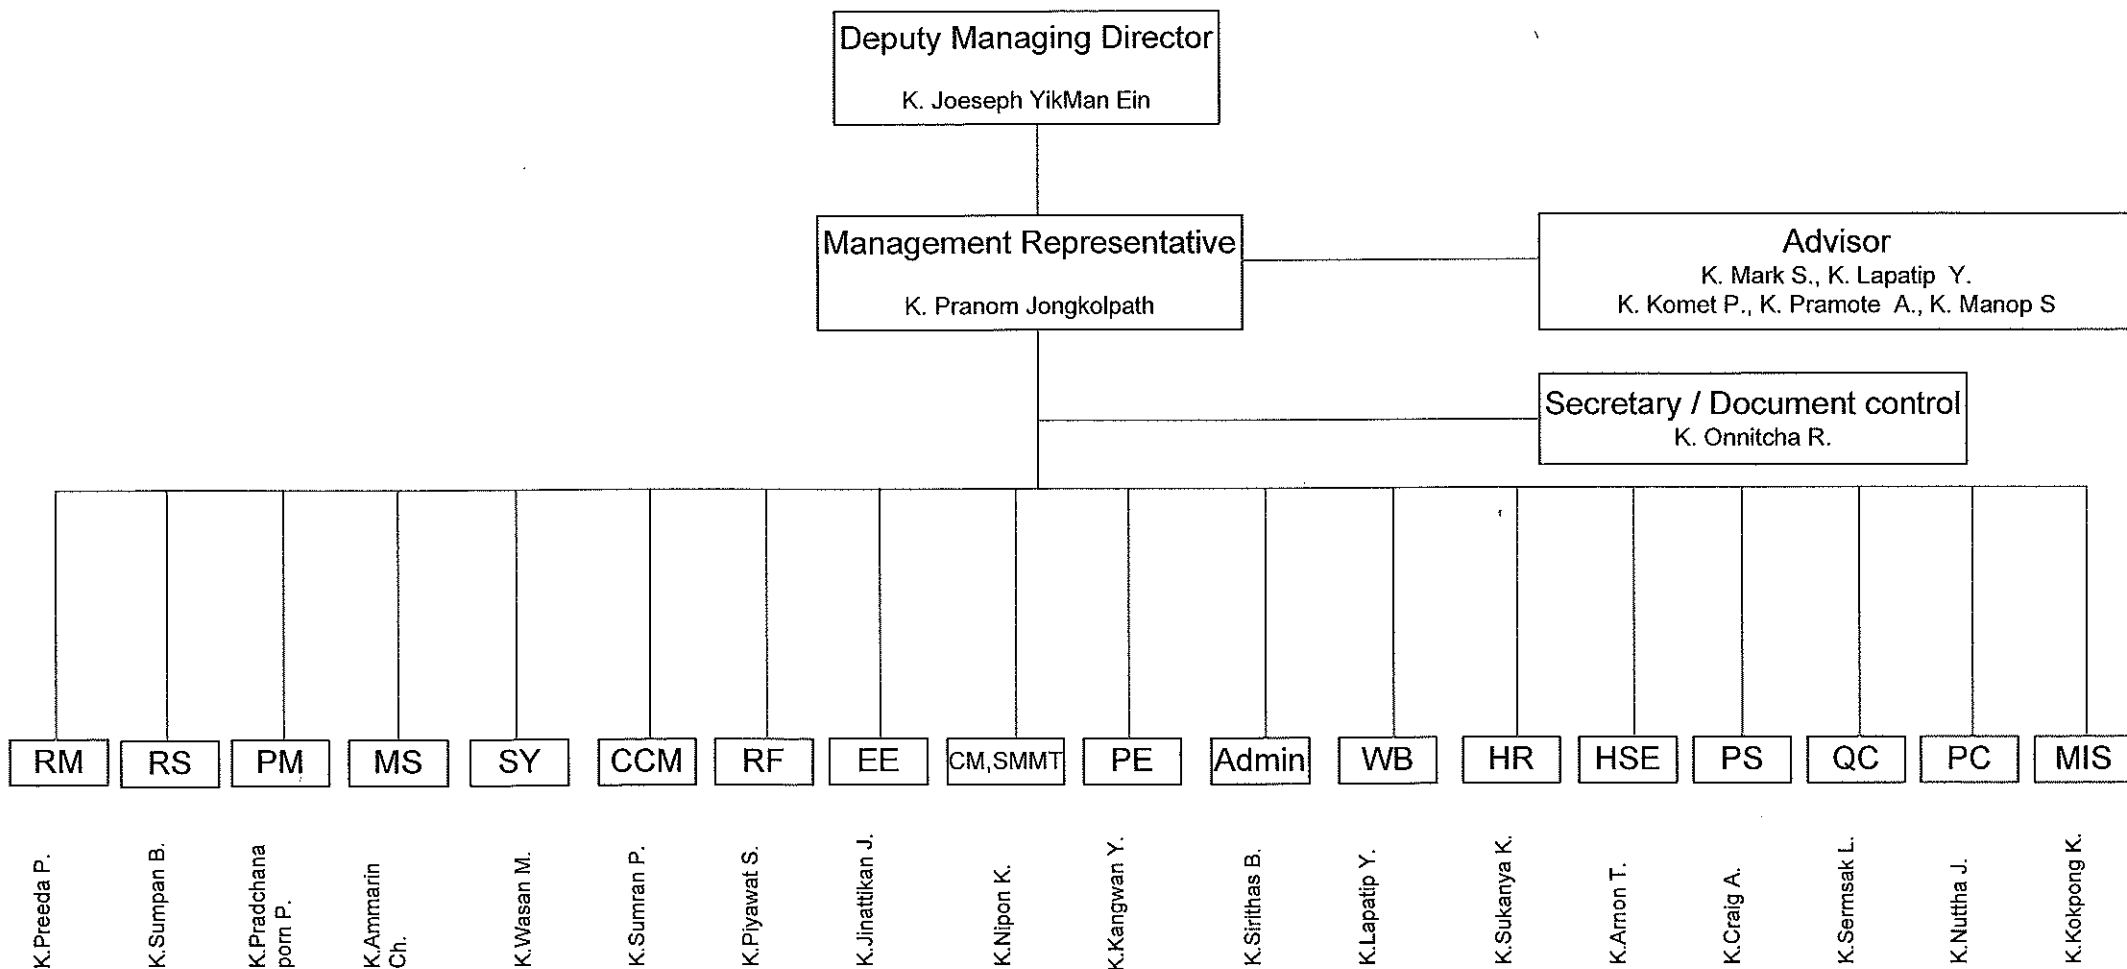 Deputy Managing Director
K. Joeseph YikMan Ein
Management Representative
K. Pranom Jongkolpath
Advisor
K. Mark S., K. Lapatip Y.
K. Komet P., K. Pramote A., K. Manop S
Secretary / Document control
K. Onnitcha R.
RM
RS
PM
MS
SY
CCM
RF
EE
CM,SMMT
PE
Admin
WB
HR
HSE
PS
QC
PC
MIS
K.Preeda P.
K.Sumpan B.
K.Pradchana
porn P.
K.Ammarin
Ch.
K.Wasan M.
K.Sumran P.
K.Piyawat S.
K.Jinattikan J.
K.Nipon K.
K.Kangwan Y.
K.Sirithas B.
K.Lapatip Y.
K.Sukanya K.
K.Arnon T.
K.Craig A.
K.Sermsak L.
K.Nuttha J.
K.Kokpong K.